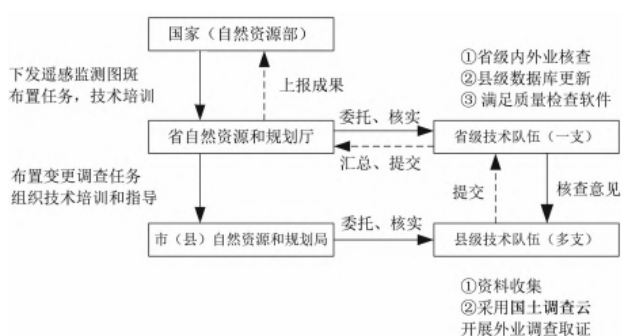 国家（自然资源部）
①省级内外业核查
下发遥感监测图斑
②县级数据库更新
布置任务，技术培训
上报成果
③ 满足质量检查软件
委托、核实
省自然资源和规划厅
省级技术队伍（一支）
汇总、提交
布置变更调查任务
组织技术培训和指导
提交
核查意见
委托、核实
市（县）自然资源和规划局
县级技术队伍（多支）
①资料收集
②采用国土调查云
开展外业调查取证